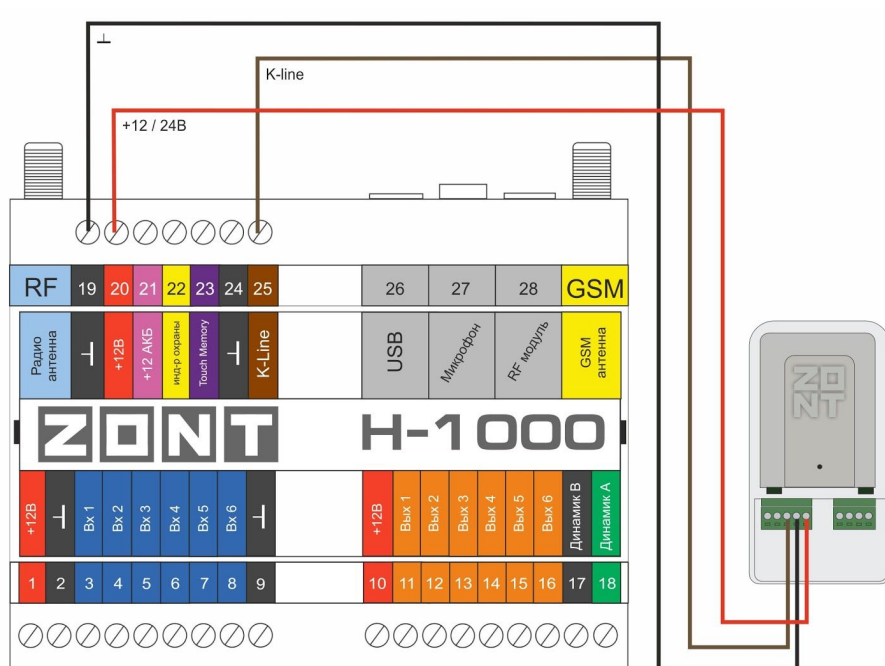 ⊥
K-line
+12 / 24В
RF
19
20
21
22
23
24
25
26
27
28
GSM
Радио
антенна
⊥
+12В
+12 АКБ
инд-р охраны
Touch Memory
⊥
K-Line
USB
Микрофон
RF модуль
GSM
антенна
ZONT
H-1000
ZO
NT
+12В
⊥
Вх 1
Вх 2
Вх 3
Вх 4
Вх 5
Вх 6
⊥
+12В
Вых 1
Вых 2
Вых 3
Вых 4
Вых 5
Вых 6
Динамик В
Динамик А
1
2
3
4
5
6
7
8
9
10
11
12
13
14
15
16
17
18